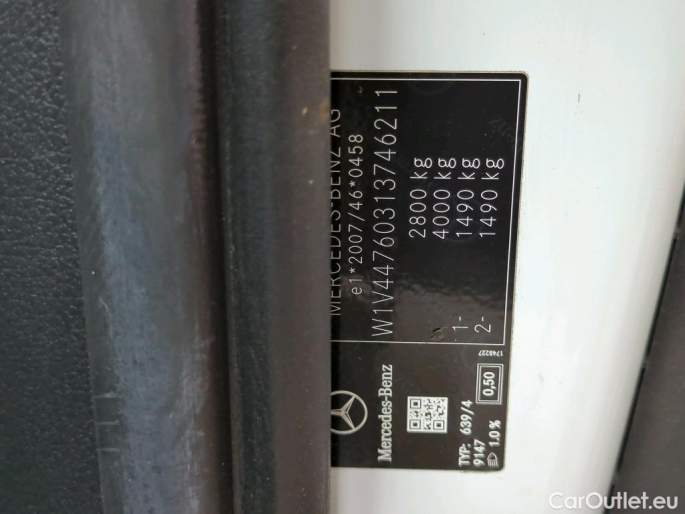 MERCEDES-BENZ AG
e1*2007/46*0458
W1V44760313746211
2800 kg
4000 kg
1- 1490 kg
2- 1490 kg
Mercedes-Benz
TYP: 639/4
9147
1.0 %
0,50
1748227
CarOutlet.eu